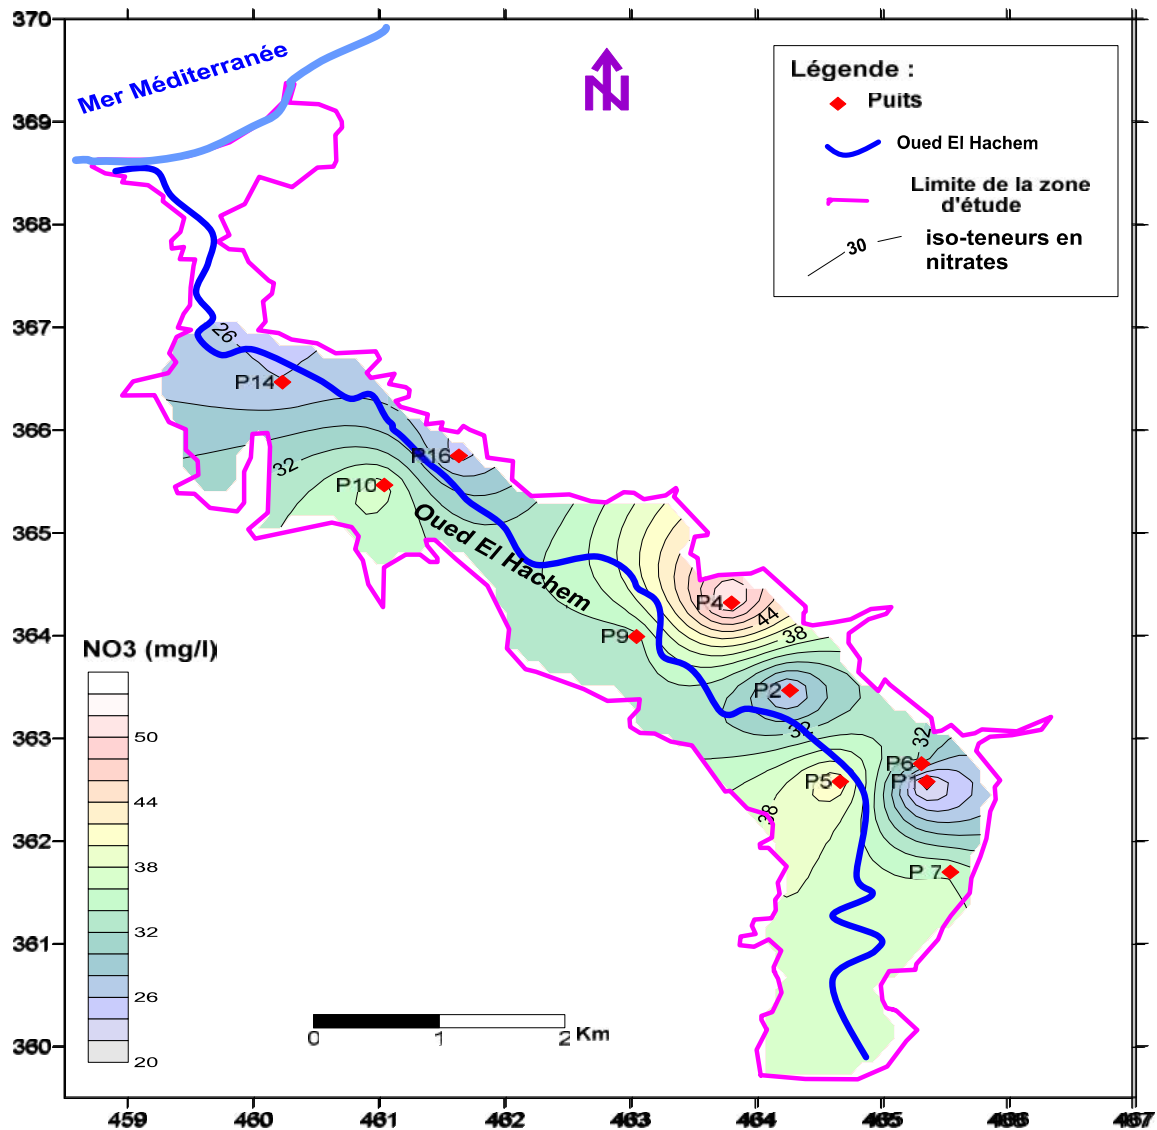 370
369
368
367
366
365
364
363
362
361
360
Mer Méditerranée
N
Légende :
Puits
Oued El Hachem
Limite de la zone
d'étude
30
iso-teneurs en
nitrates
26
P14
P16
32
P10
Oued El Hachem
P4
44
38
P9
P2
32
32
P6
P1
P5
38
P 7
NO3 (mg/l)
50
44
38
32
26
20
0
1
2
Km
459
460
461
462
463
464
465
466
467